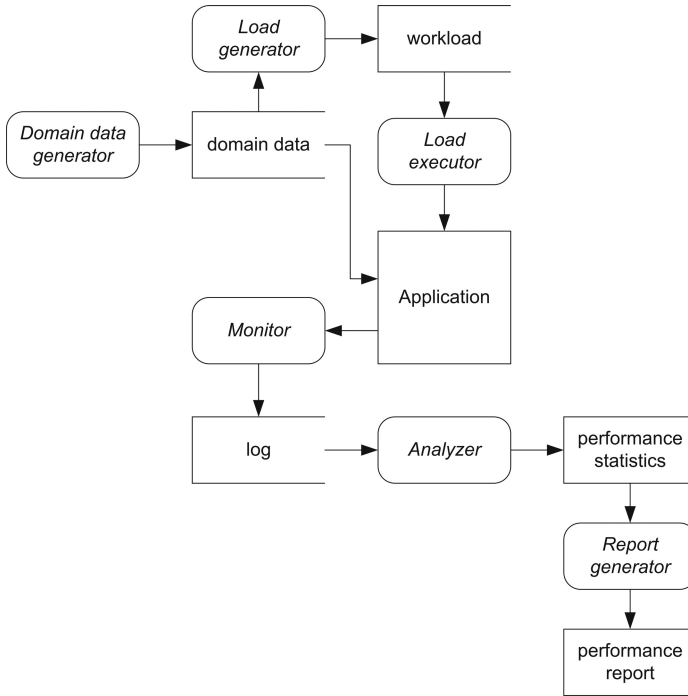 Load
generator
workload
Domain data
generator
domain data
Load
executor
Application
Monitor
log
Analyzer
performance
statistics
Report
generator
performance
report